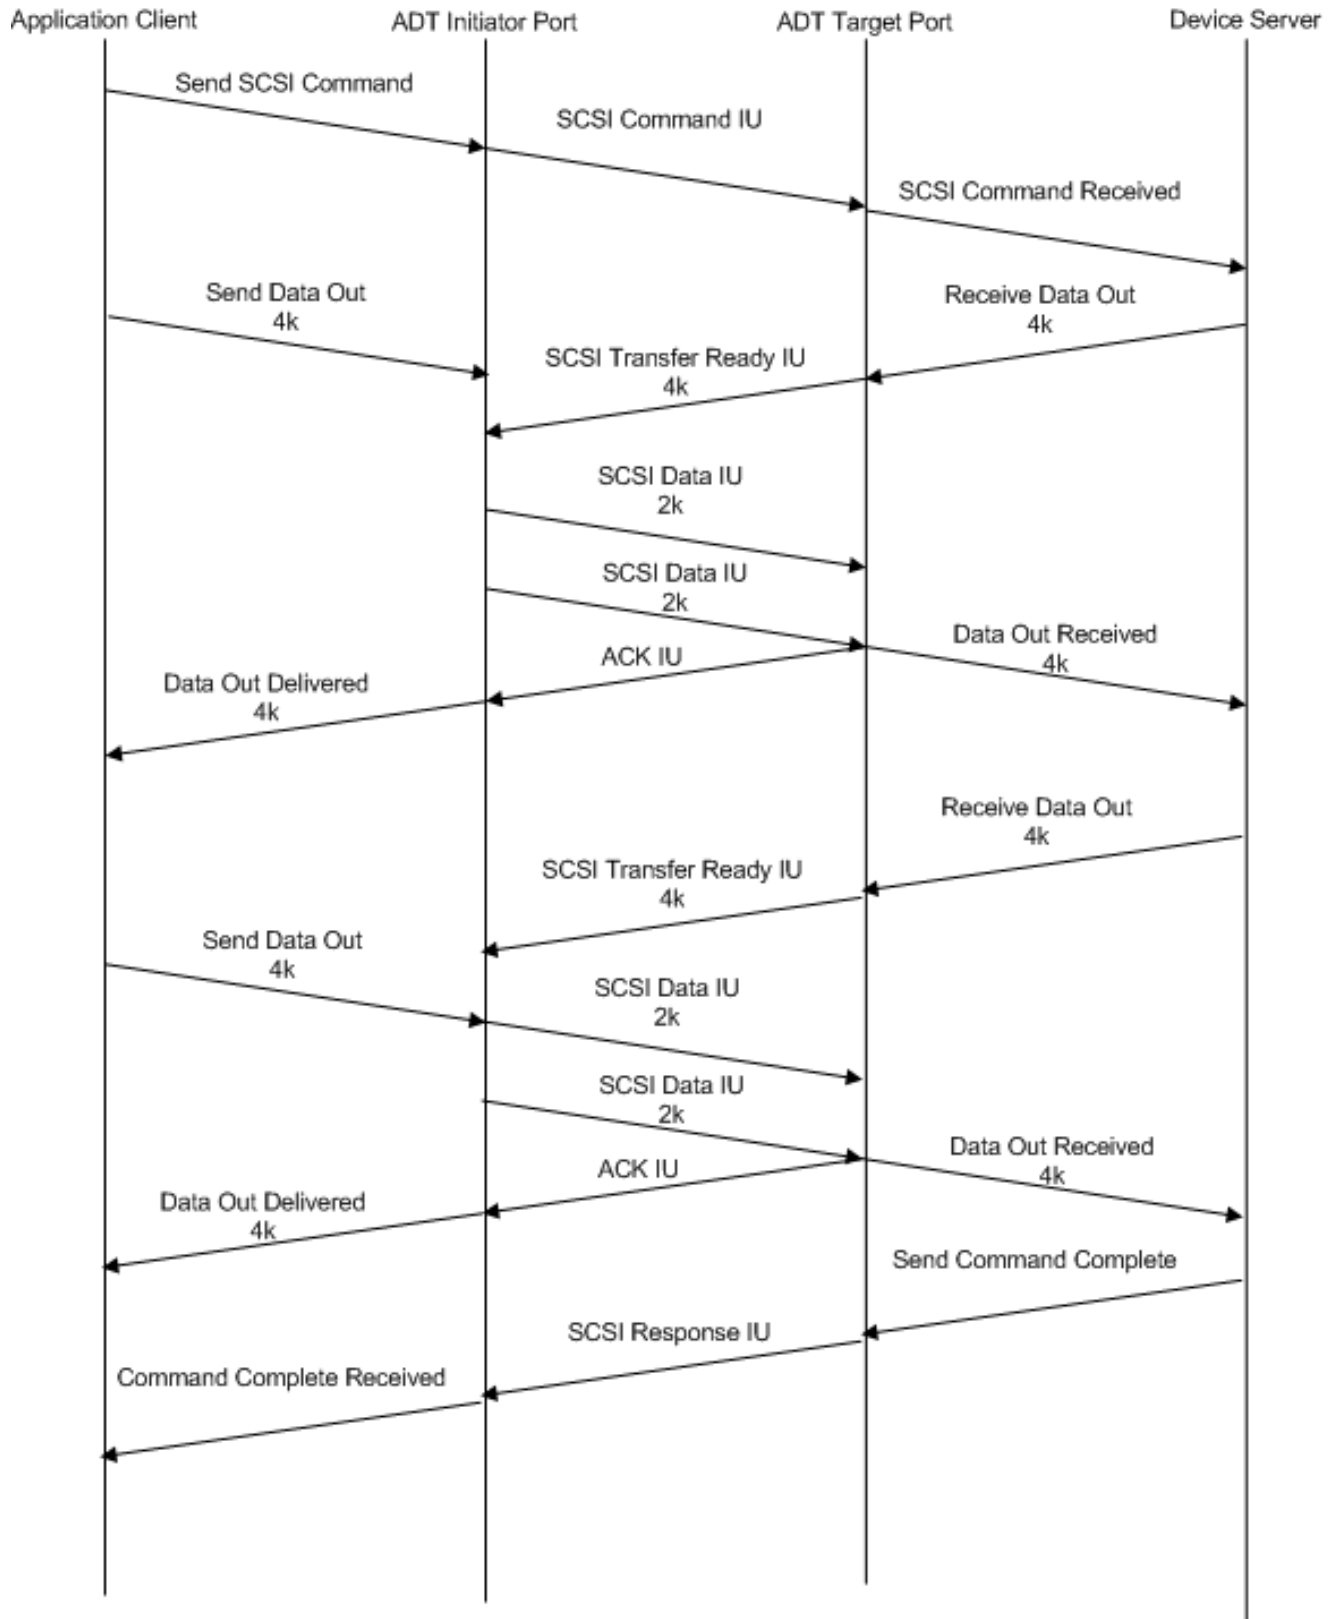 Application Client
ADT Initiator Port
ADT Target Port
Device Server
Send SCSI Command
SCSI Command IU
SCSI Command Received
Send Data Out
4k
Receive Data Out
4k
SCSI Transfer Ready IU
4k
SCSI Data IU
2k
SCSI Data IU
2k
Data Out Received
4k
ACK IU
Data Out Delivered
4k
Receive Data Out
4k
SCSI Transfer Ready IU
4k
Send Data Out
4k
SCSI Data IU
2k
SCSI Data IU
2k
Data Out Received
4k
ACK IU
Data Out Delivered
4k
Send Command Complete
SCSI Response IU
Command Complete Received